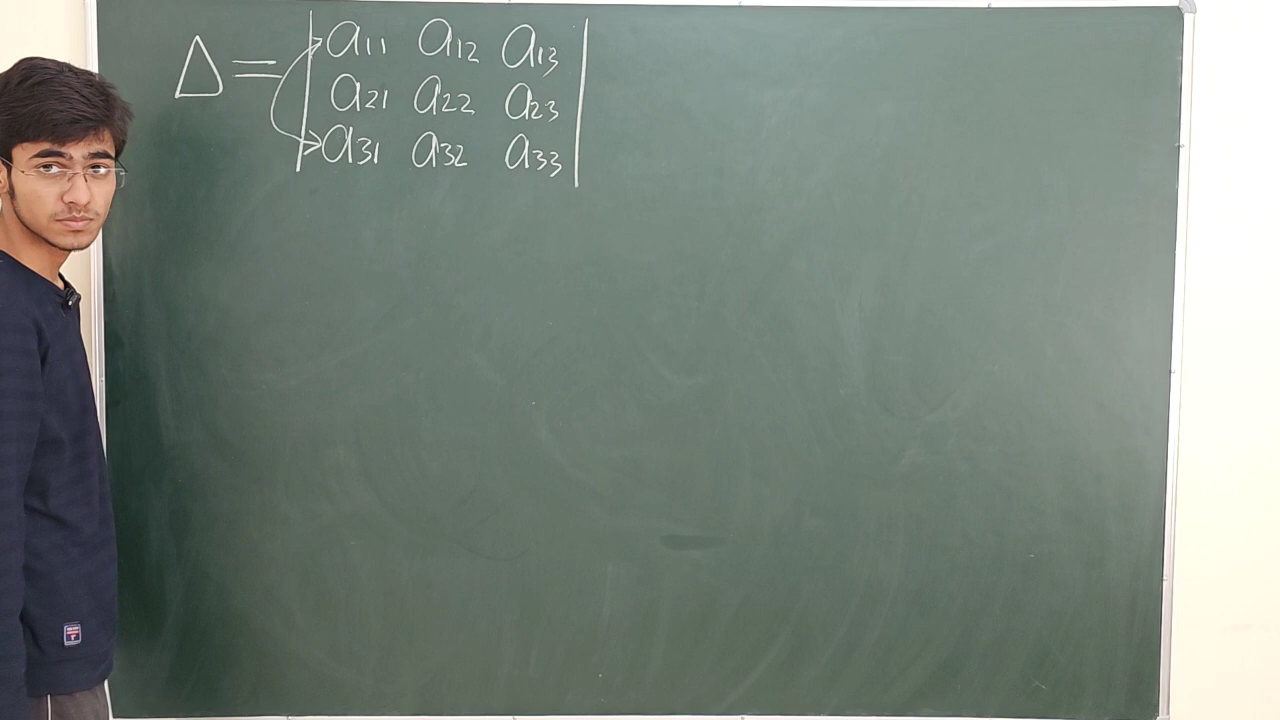 Δ = | a11 a12 a13 |
a21 a22 a23
a31 a32 a33